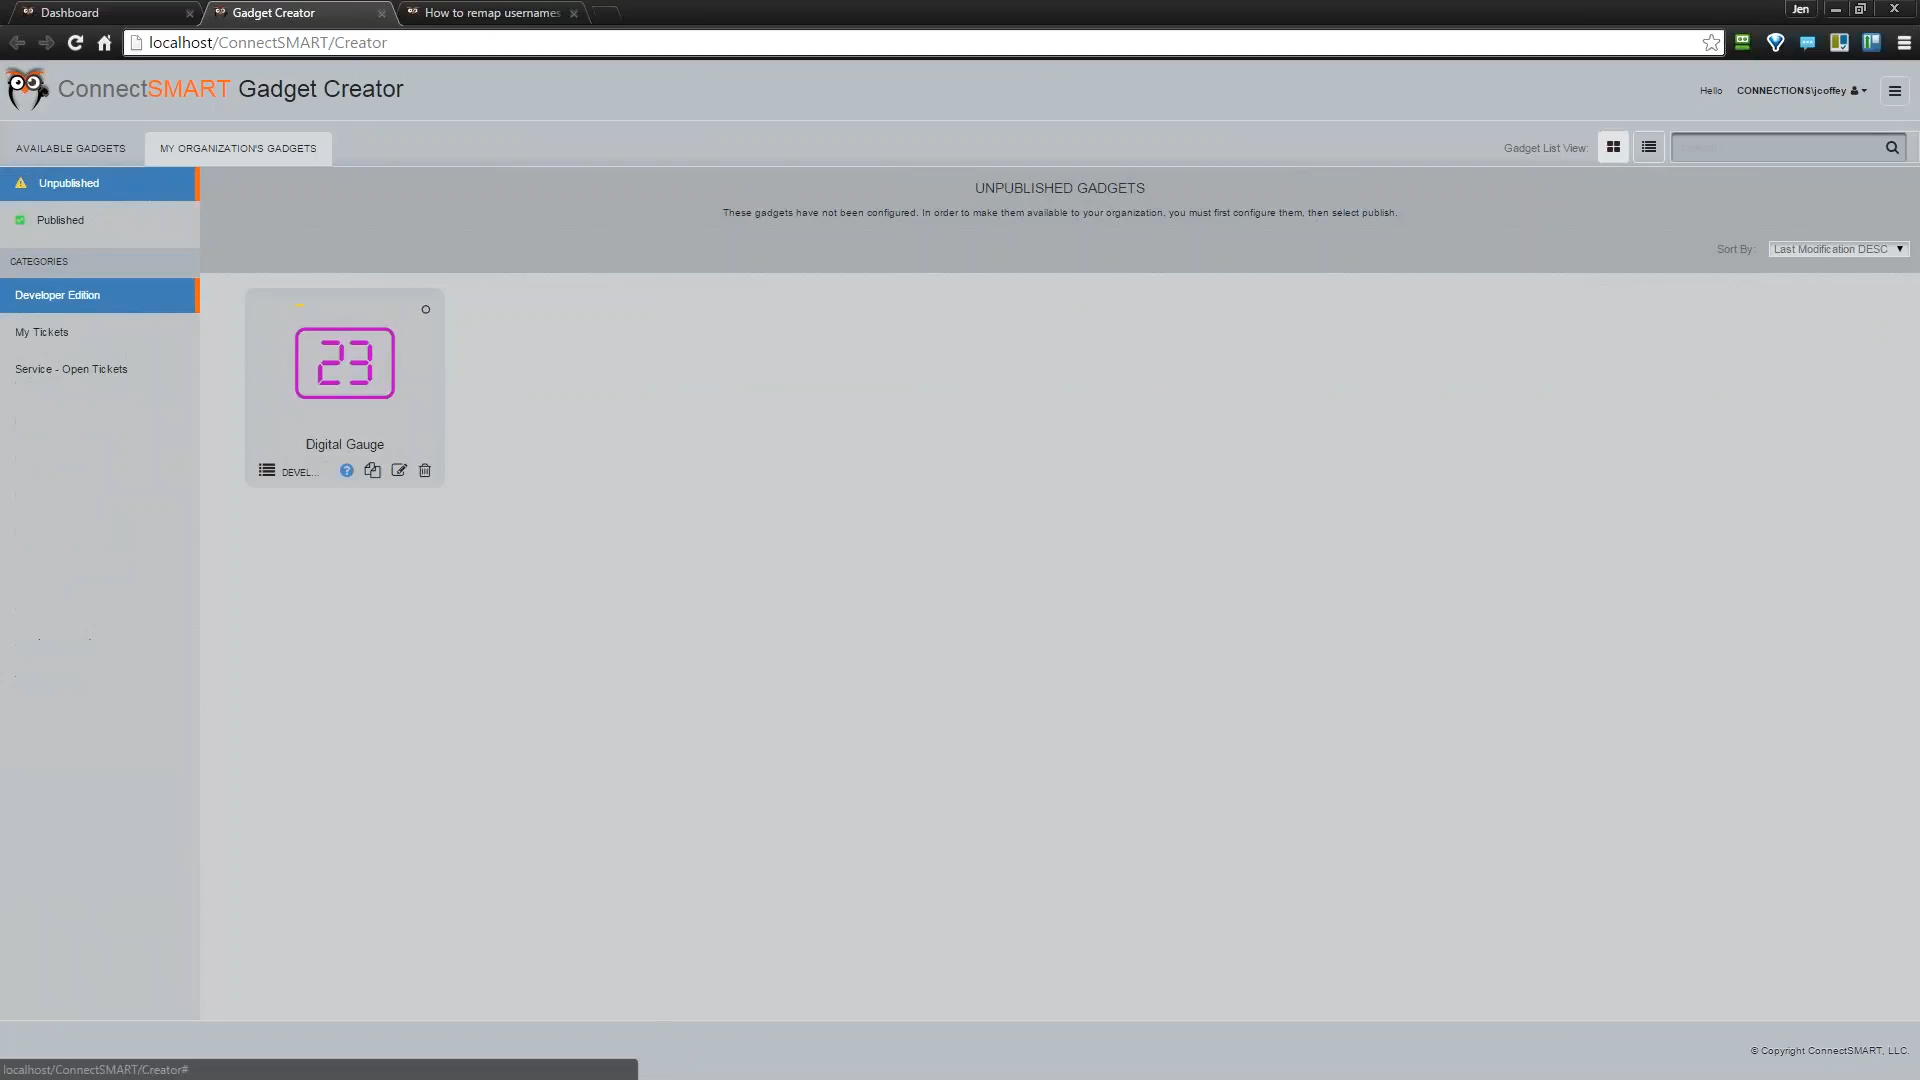 Dashboard
Gadget Creator
How to remap usernames
Jen
localhost/ConnectSMART/Creator
ConnectSMART Gadget Creator
Hello CONNECTIONS\jcoffey
AVAILABLE GADGETS
MY ORGANIZATION'S GADGETS
Gadget List View:
Unpublished
Published
CATEGORIES
Developer Edition
My Tickets
Service - Open Tickets
UNPUBLISHED GADGETS
These gadgets have not been configured. In order to make them available to your organization, you must first configure them, then select publish.
Sort By: Last Modification DESC
23
Digital Gauge
DEVEL...
© Copyright ConnectSMART, LLC.
localhost/ConnectSMART/Creator#